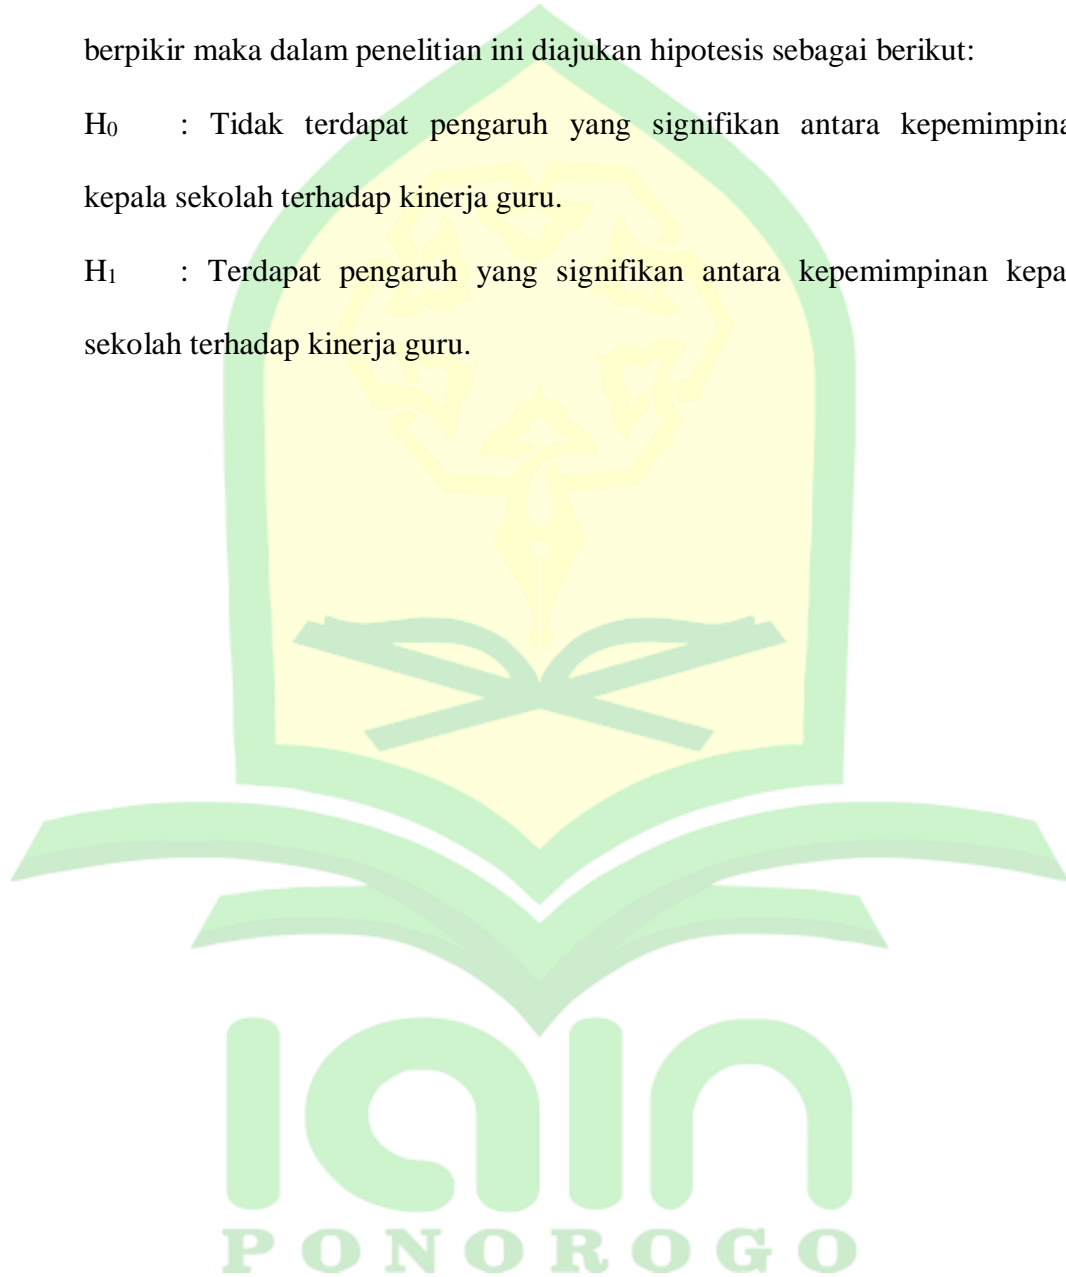 berpikir maka dalam penelitian ini diajukan hipotesis sebagai berikut:
H₀ : Tidak terdapat pengaruh yang signifikan antara kepemimpina
kepala sekolah terhadap kinerja guru.
H₁ : Terdapat pengaruh yang signifikan antara kepemimpinan kepa
sekolah terhadap kinerja guru.
iain
PONOROGO